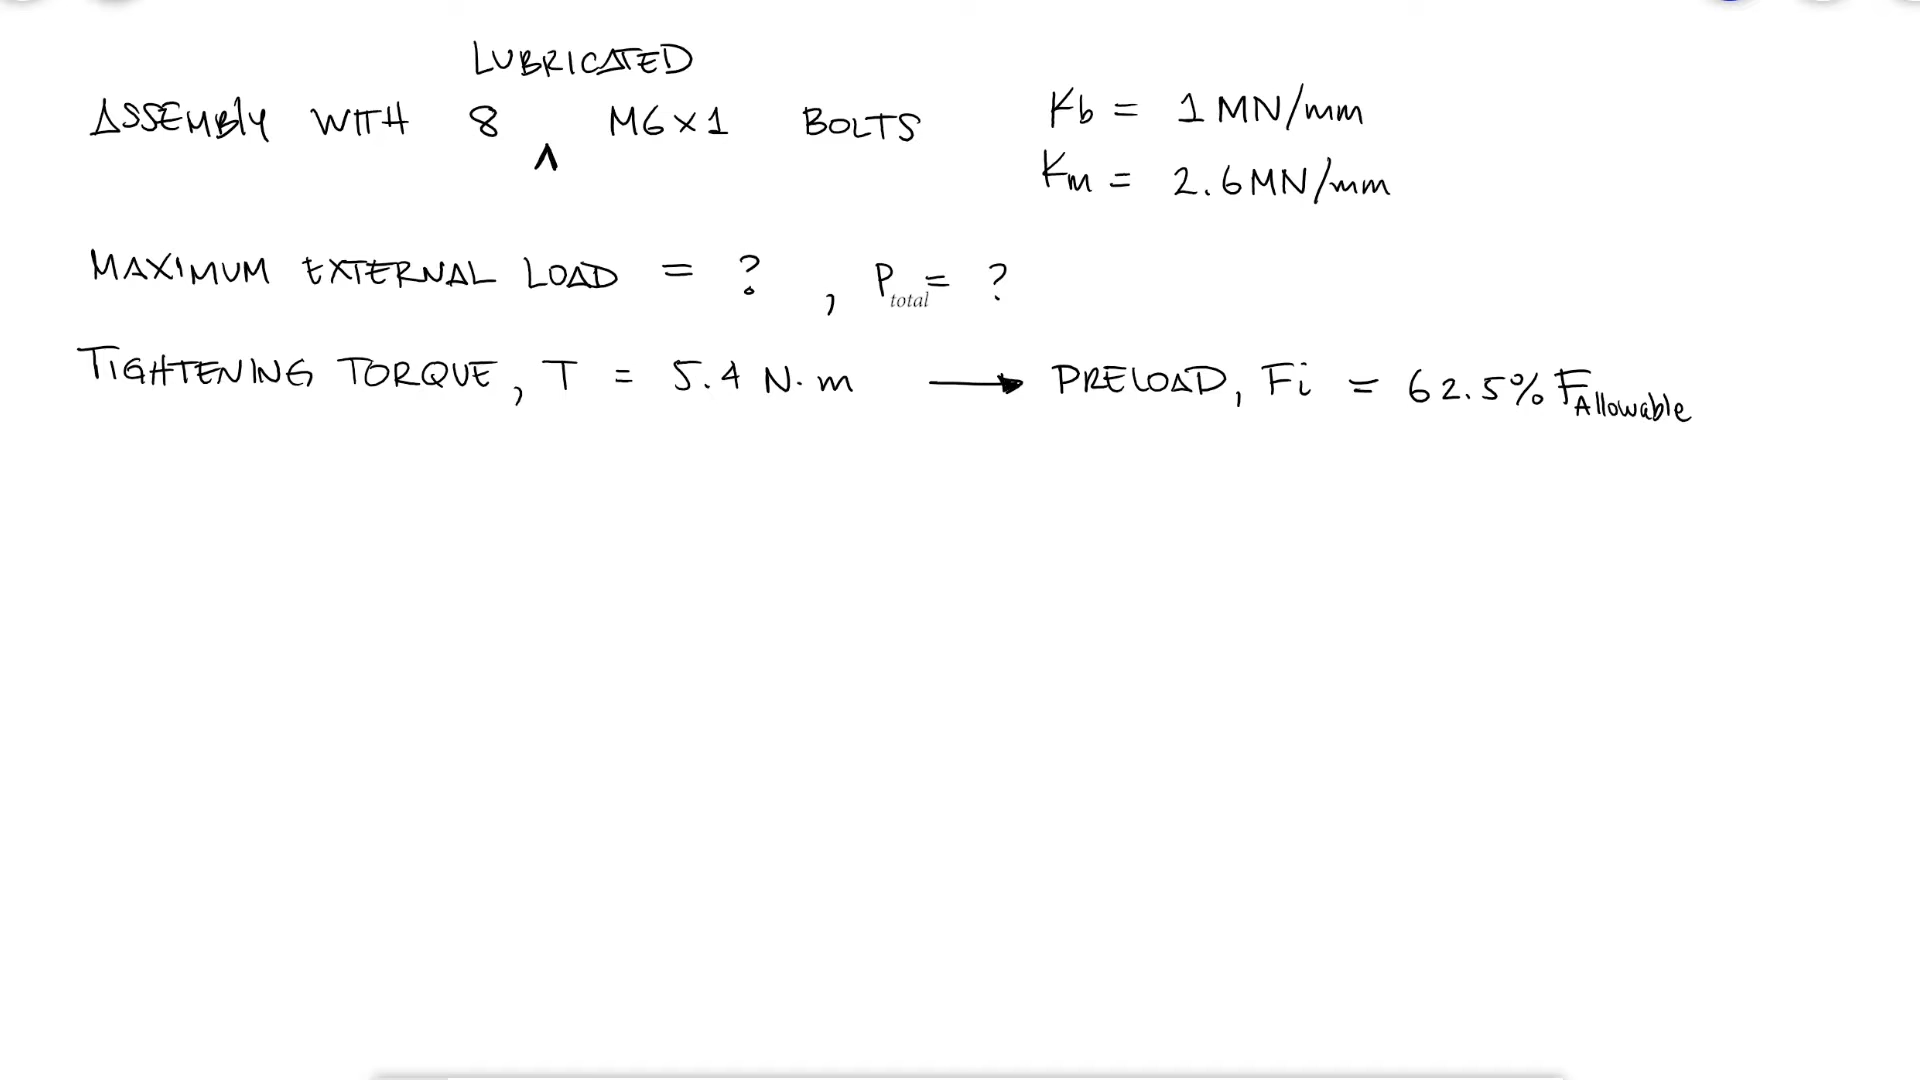 LUBRICATED
ASSEMBLY WITH 8 ∧ M6×1 BOLTS
Kb = 1 MN/mm
Km = 2.6 MN/mm
MAXIMUM EXTERNAL LOAD = ? , Ptotal = ?
TIGHTENING TORQUE, T = 5.4 N·m → PRELOAD, Fi = 62.5% FAllowable